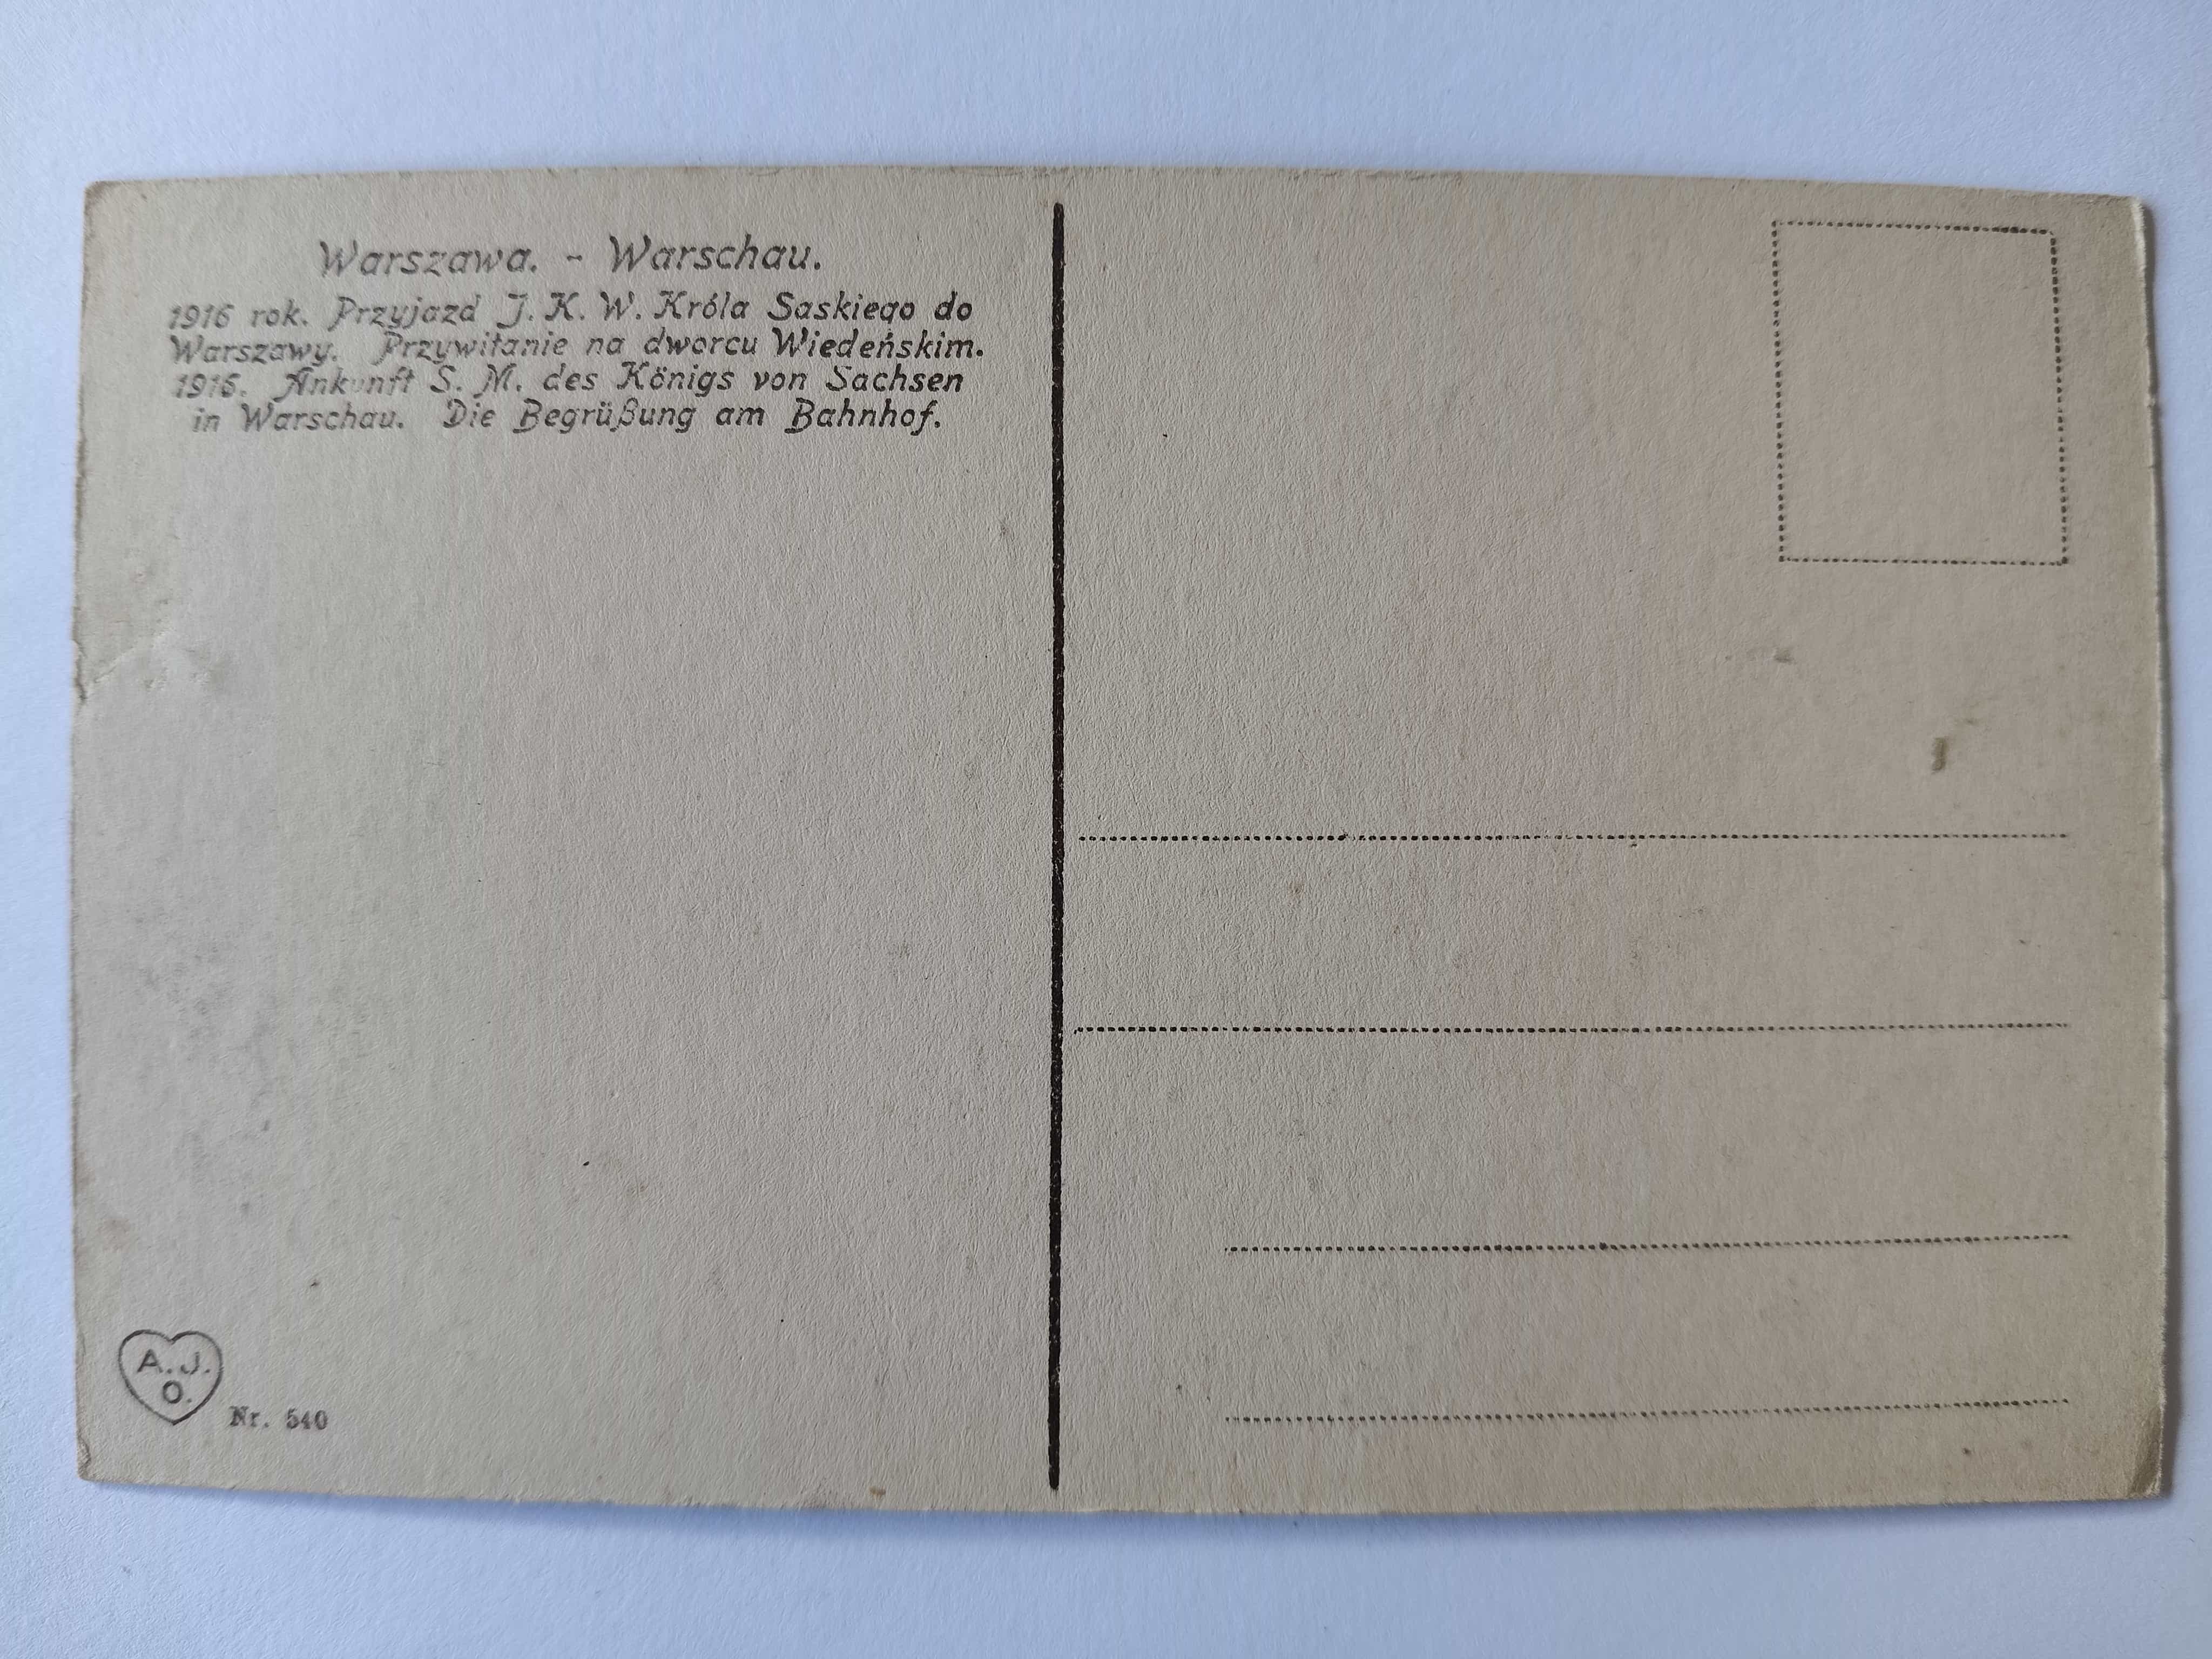 Warszawa. - Warschau.
1916 rok. Przyjazd J. K. W. Króla Saskiego do
Warszawy. Przywitanie na dworcu Wiedeńskim.
1916. Ankunft S. M. des Königs von Sachsen
in Warschau. Die Begrüßung am Bahnhof.
A. J.
O.
Nr. 540